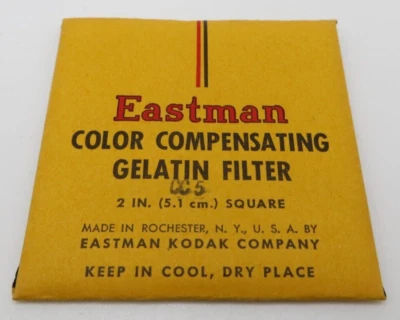 Eastman
COLOR COMPENSATING
GELATIN FILTER
CC5
2 IN. (5.1 cm.) SQUARE
MADE IN ROCHESTER, N. Y., U. S. A. BY
EASTMAN KODAK COMPANY
KEEP IN COOL, DRY PLACE